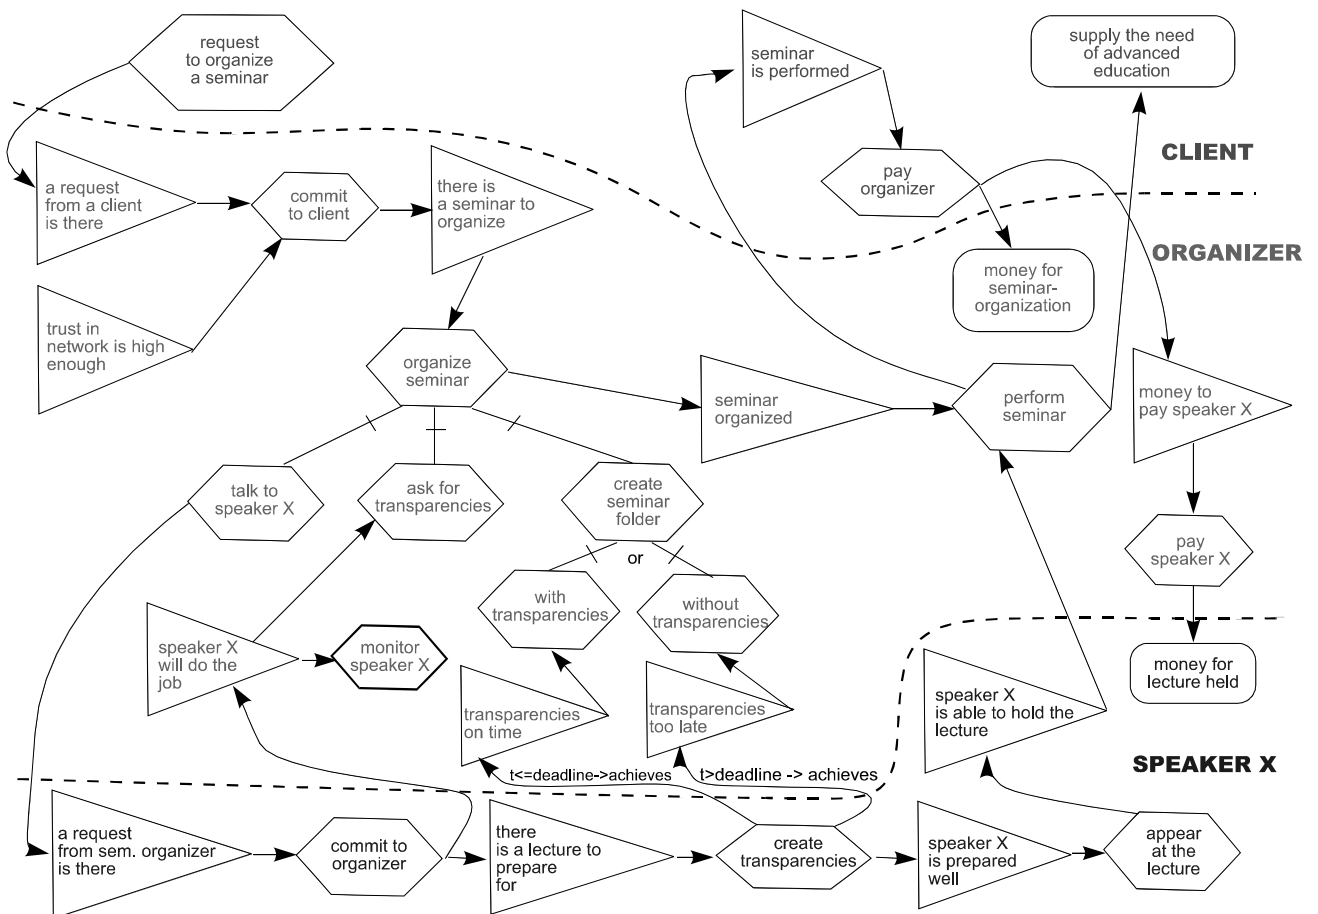 request
to organize
a seminar
seminar
is performed
supply the need
of advanced
education
CLIENT
pay
organizer
a request
from a client
is there
commit
to client
there is
a seminar to
organize
ORGANIZER
money for
seminar-
organization
trust in
network is high
enough
organize
seminar
seminar
organized
perform
seminar
money to
pay speaker X
talk to
speaker X
ask for
transparencies
create
seminar
folder
or
pay
speaker X
with
transparencies
without
transparencies
speaker X
will do the
job
monitor
speaker X
money for
lecture held
transparencies
on time
transparencies
too late
speaker X
is able to hold the
lecture
t<=deadline->achieves
t>deadline -> achieves
SPEAKER X
a request
from sem. organizer
is there
commit to
organizer
there
is a lecture to
prepare
for
create
transparencies
speaker X
is prepared
well
appear
at the
lecture